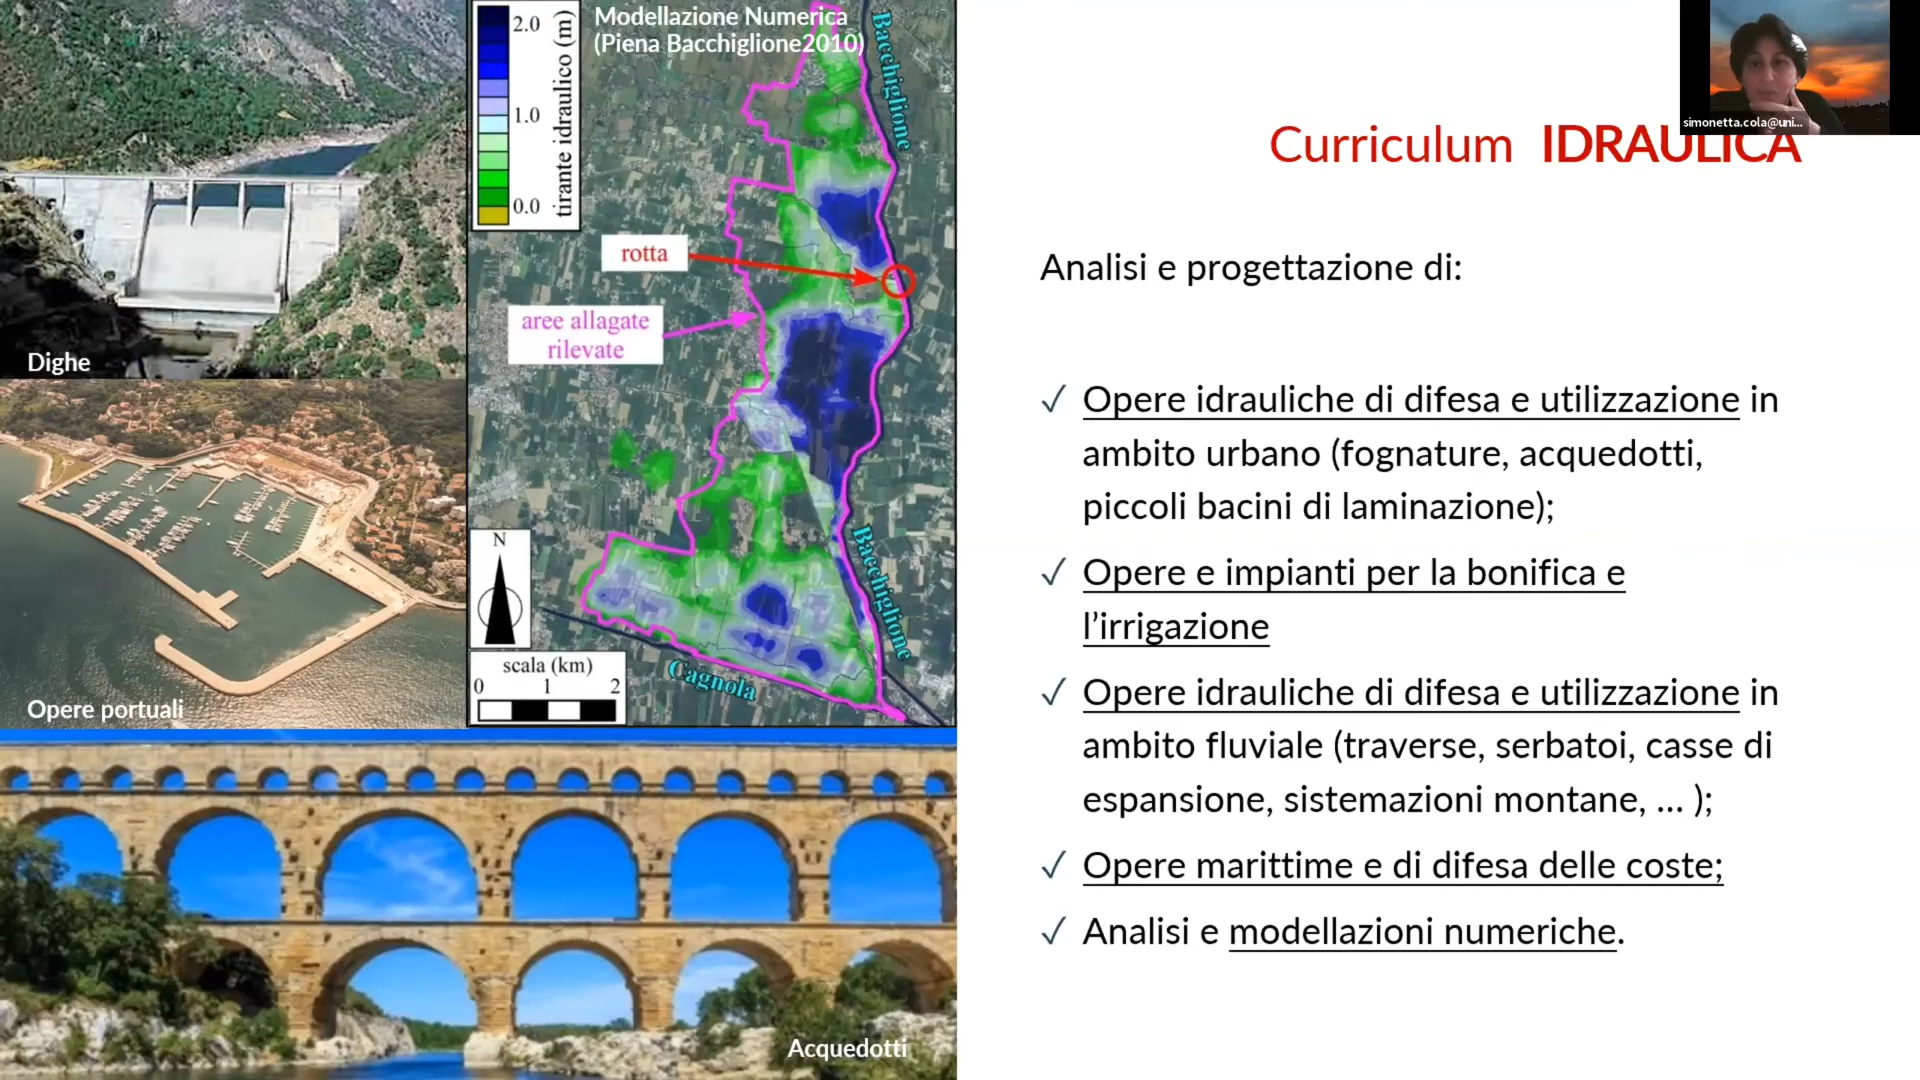 Modellazione Numerica
(Piena Bacchiglione2010)
2.0
1.0
0.0
tirante idraulico (m)
Bacchiglione
rotta
aree allagate
rilevate
Bacchiglione
Cagnola
N
scala (km)
0 1 2
Dighe
Opere portuali
Acquedotti
simonetta.cola@uni...
Curriculum IDRAULICA
Analisi e progettazione di:
✓ Opere idrauliche di difesa e utilizzazione in
ambito urbano (fognature, acquedotti,
piccoli bacini di laminazione);
✓ Opere e impianti per la bonifica e
l’irrigazione
✓ Opere idrauliche di difesa e utilizzazione in
ambito fluviale (traverse, serbatoi, casse di
espansione, sistemazioni montane, ... );
✓ Opere marittime e di difesa delle coste;
✓ Analisi e modellazioni numeriche.